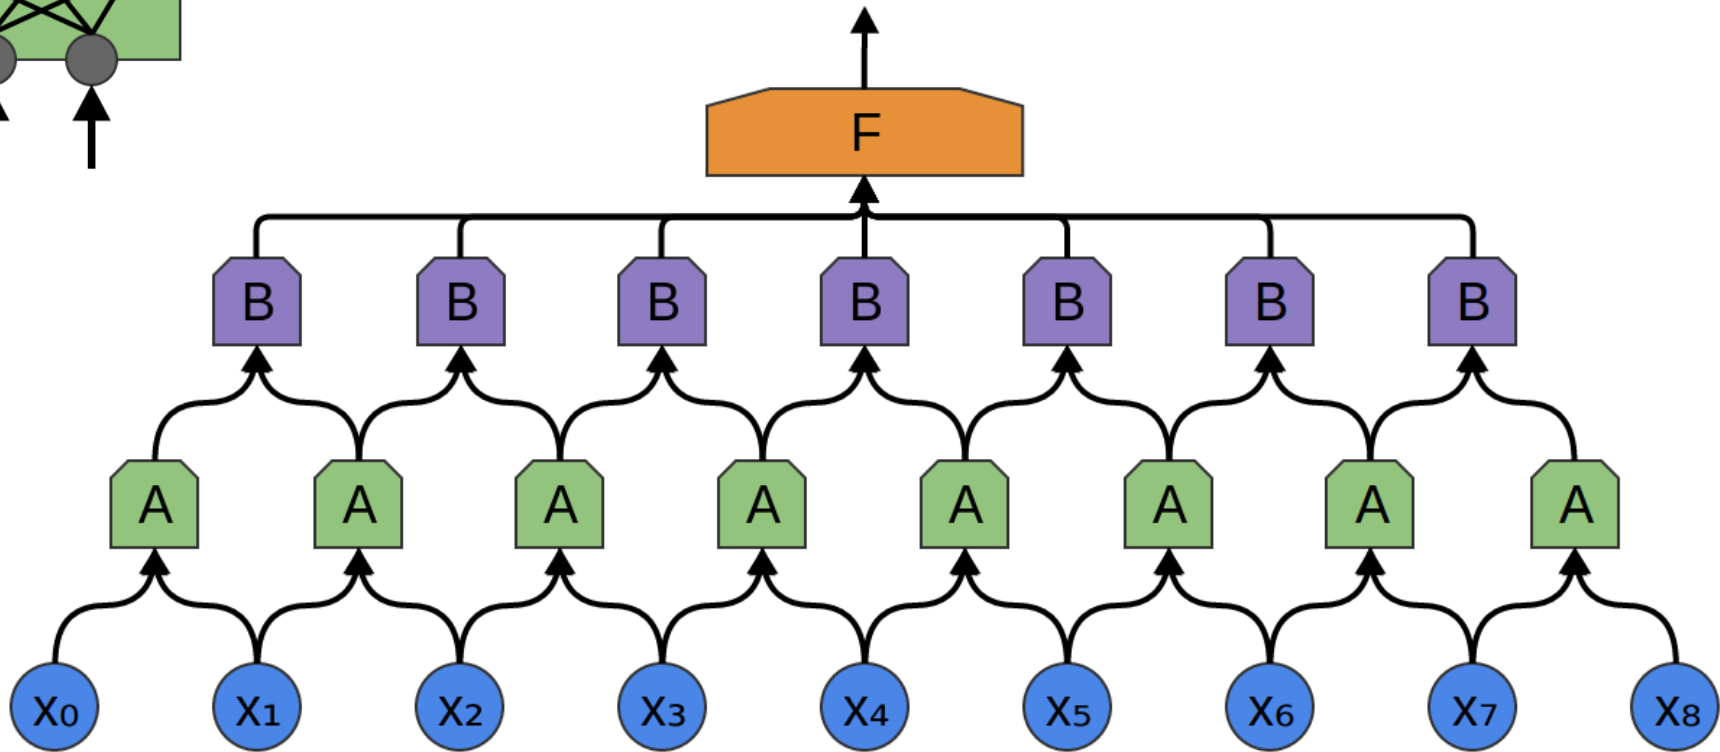 F
B B B B B B B
A A A A A A A A
x₀ x₁ x₂ x₃ x₄ x₅ x₆ x₇ x₈